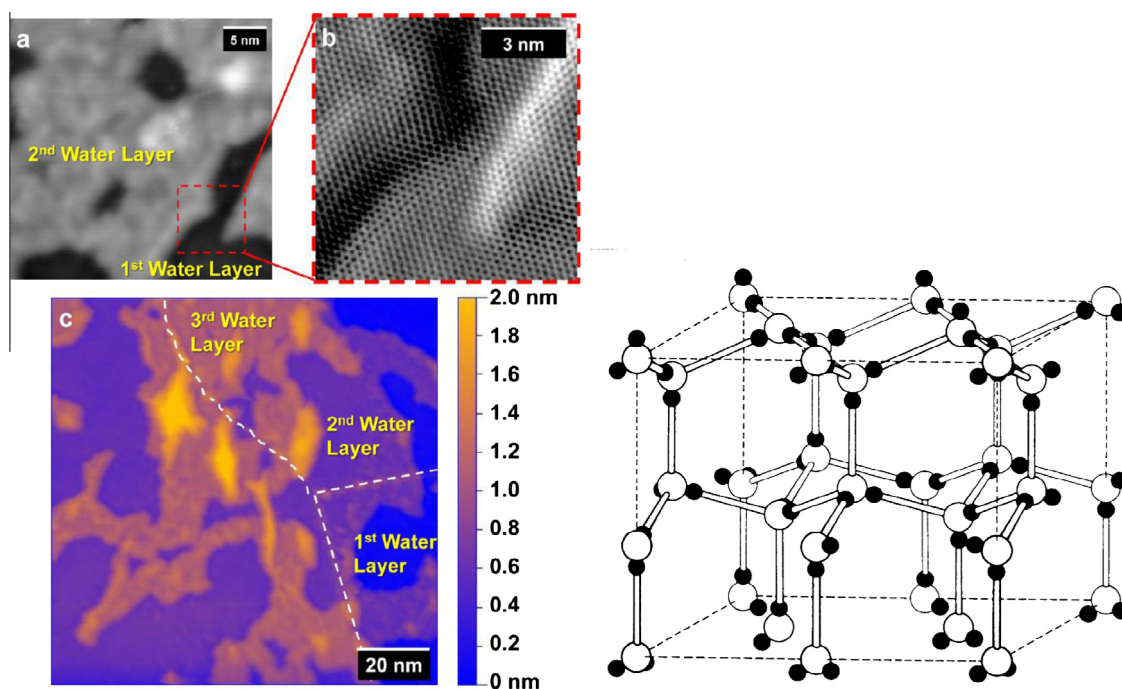 a
5 nm
2nd Water Layer
1st Water Layer
b
3 nm
c
3rd Water
Layer
2nd Water
Layer
1st Water
Layer
20 nm
2.0 nm
1.8
1.6
1.4
1.2
1.0
0.8
0.6
0.4
0.2
0 nm